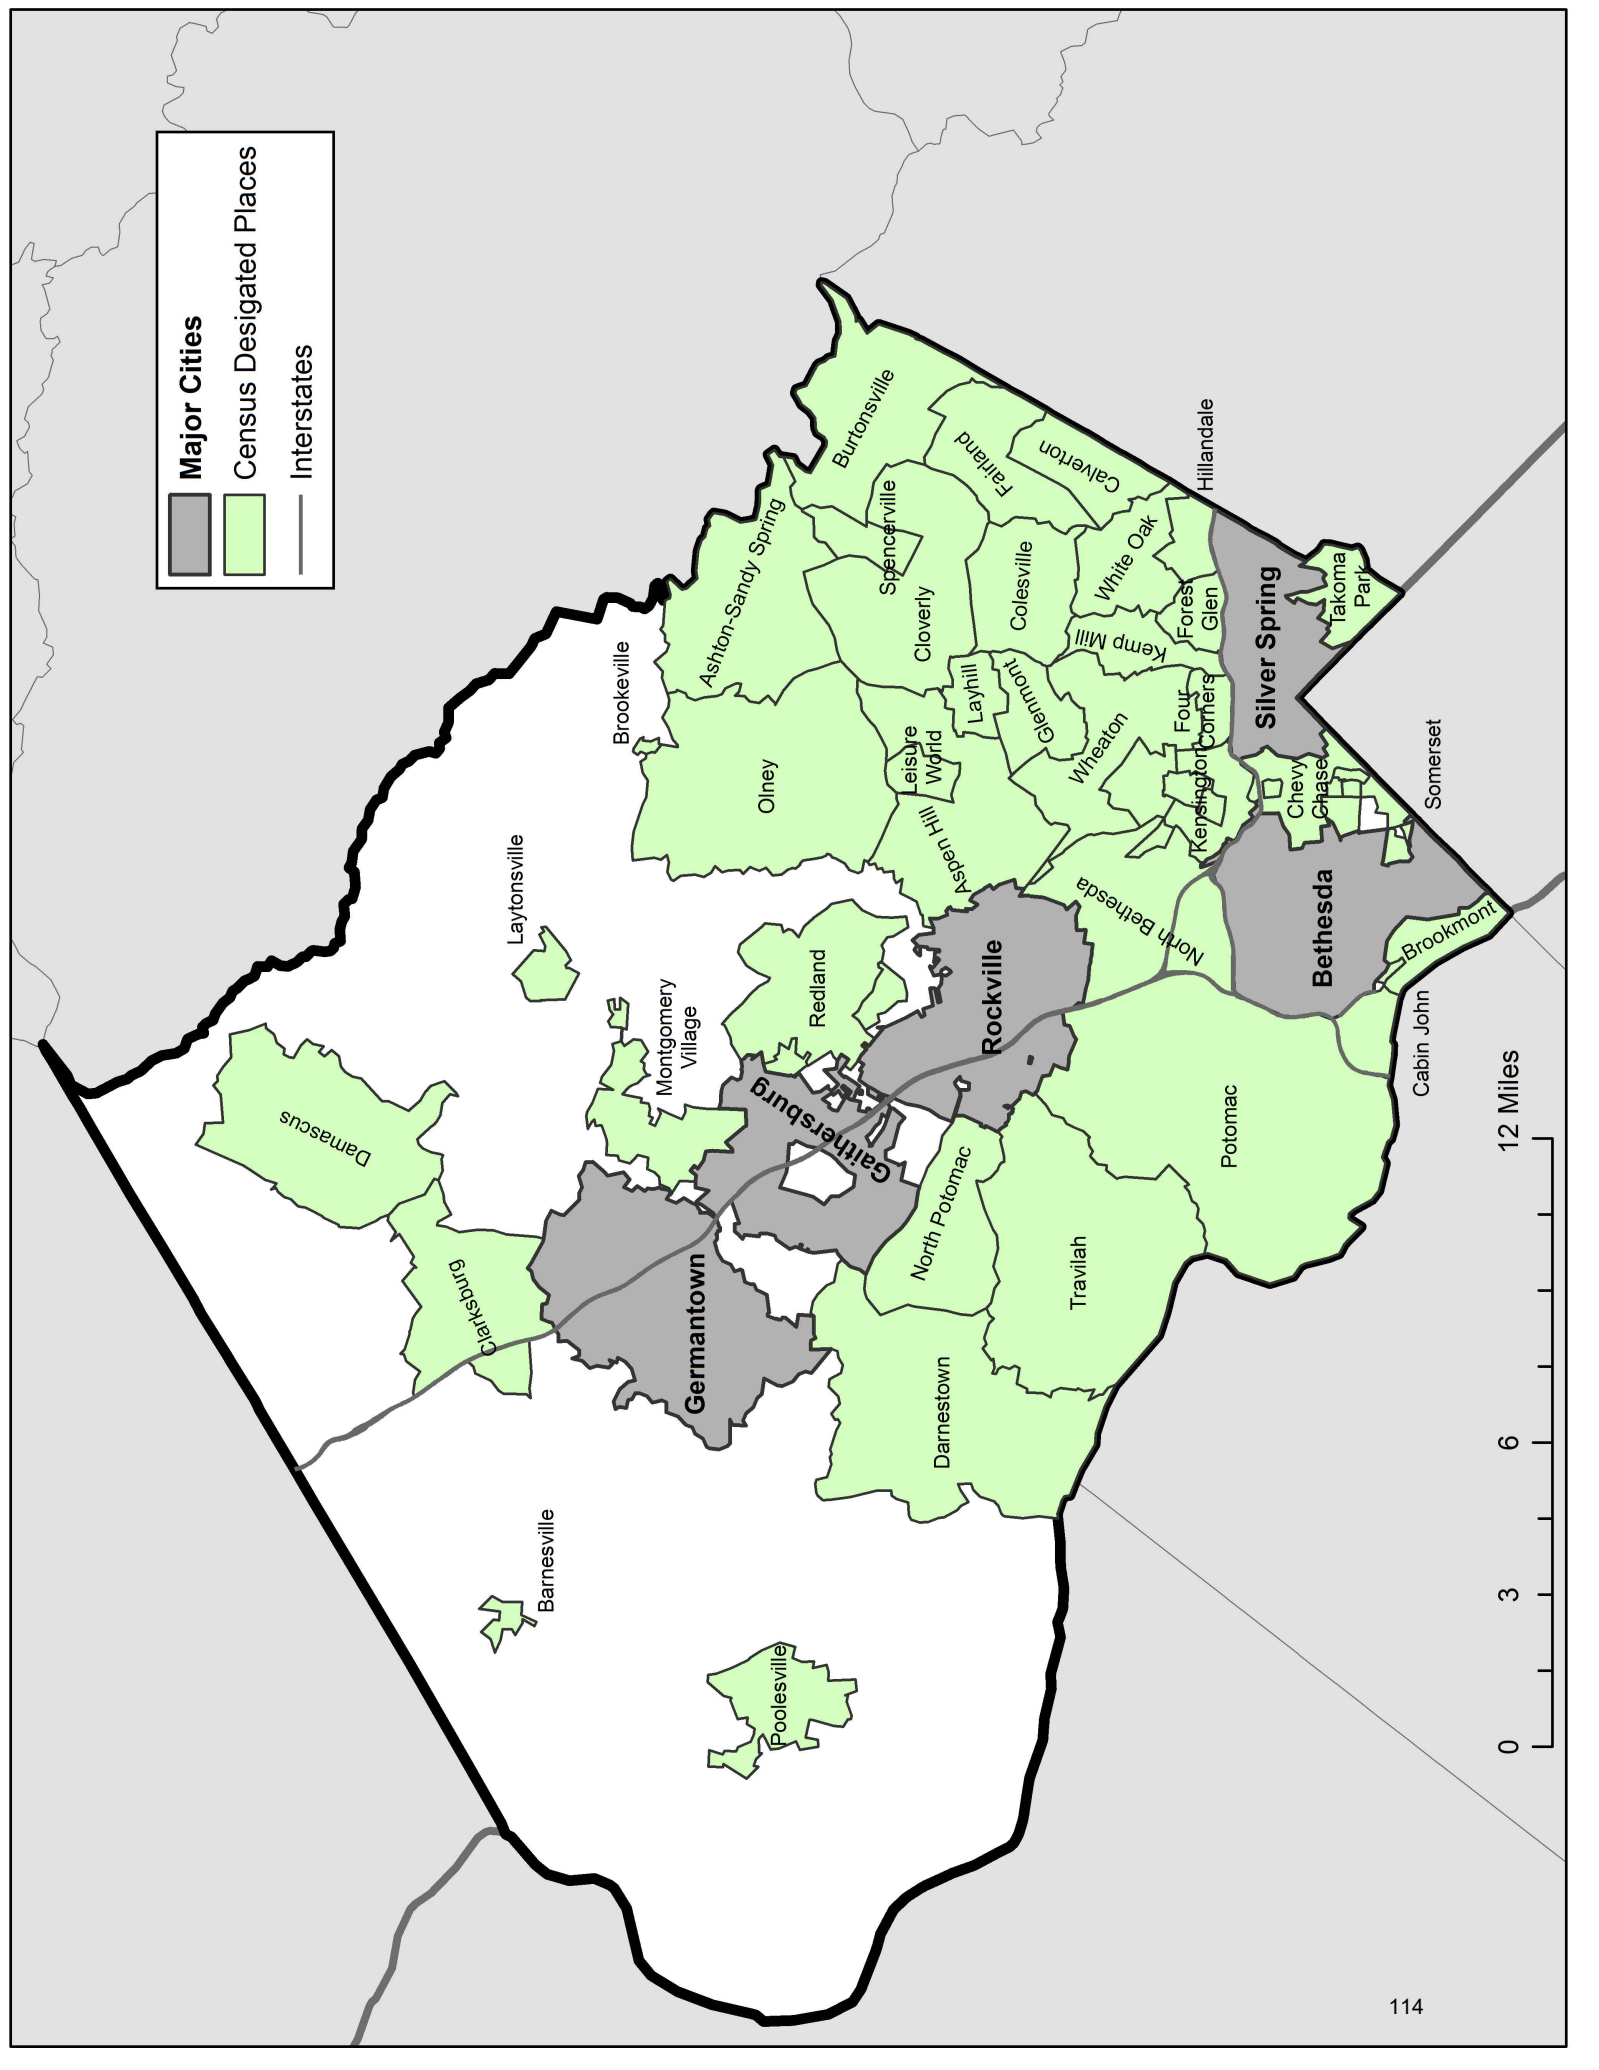 Major Cities
Census Desigated Places
Interstates
Damascus
Clarksburg
Laytonsville
Brookeville
Montgomery
Village
Germantown
Barnesville
Poolesville
Gaithersburg
Redland
Olney
Ashton-Sandy Spring
Burtonsville
Spencerville
Cloverly
Fairland
Calverton
Colesville
White Oak
Hillandale
Leisure
World
Layhill
Glenmont
Aspen Hill
Kemp Mill
Forest
Glen
Wheaton
Four
Corners
Kensington
Rockville
North Bethesda
North Potomac
Darnestown
Travilah
Potomac
Silver Spring
Takoma
Park
Chevy
Chase
Somerset
Bethesda
Brookmont
Cabin John
0
3
6
12 Miles
114